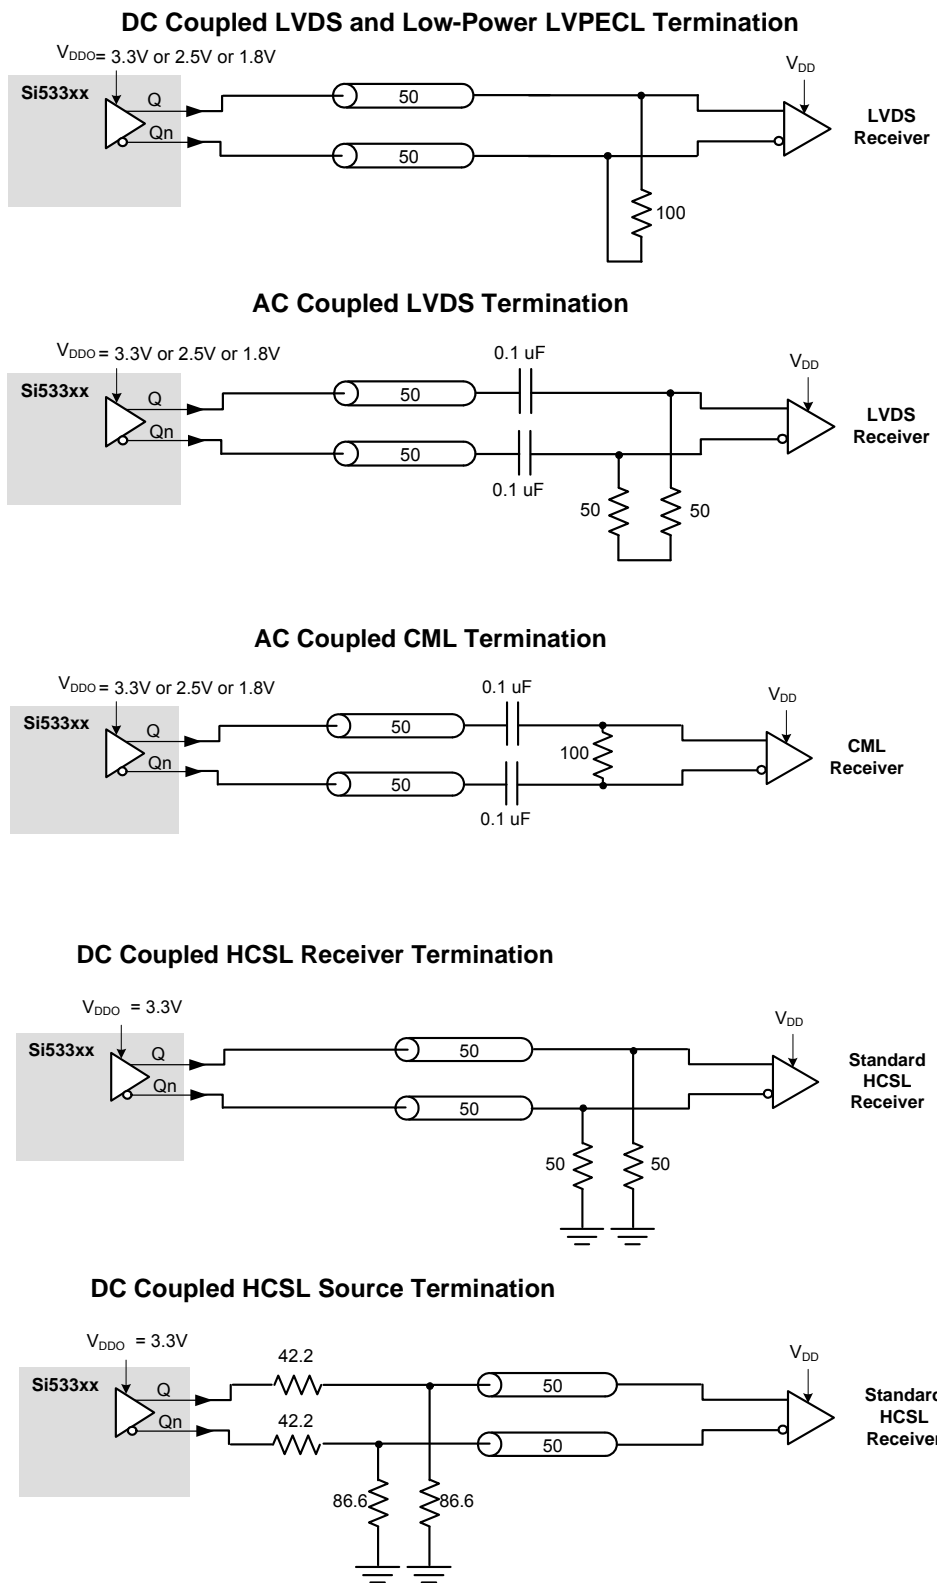 DC Coupled LVDS and Low-Power LVPECL Termination
VDDO= 3.3V or 2.5V or 1.8V
VDD
Si533xx
Q
50
LVDS
Receiver
Qn
50
100
AC Coupled LVDS Termination
VDDO = 3.3V or 2.5V or 1.8V
0.1 uF
VDD
Si533xx
Q
50
LVDS
Receiver
Qn
50
0.1 uF
50
50
AC Coupled CML Termination
VDDO = 3.3V or 2.5V or 1.8V
0.1 uF
VDD
Si533xx
Q
50
100
CML
Receiver
Qn
50
0.1 uF
DC Coupled HCSL Receiver Termination
VDDO = 3.3V
VDD
Si533xx
Q
50
Standard
HCSL
Receiver
Qn
50
50
50
DC Coupled HCSL Source Termination
VDDO = 3.3V
42.2
VDD
Si533xx
Q
50
Standard
HCSL
Receiver
Qn
42.2
50
86.6
86.6